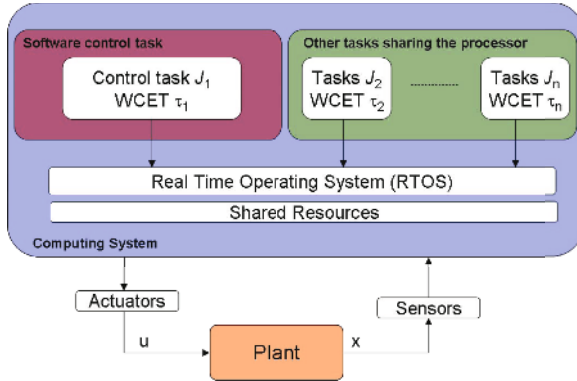 Software control task
Other tasks sharing the processor
Control task J1
WCET τ1
Tasks J2
WCET τ2
Tasks Jn
WCET τn
Real Time Operating System (RTOS)
Shared Resources
Computing System
Actuators
Sensors
u
Plant
x